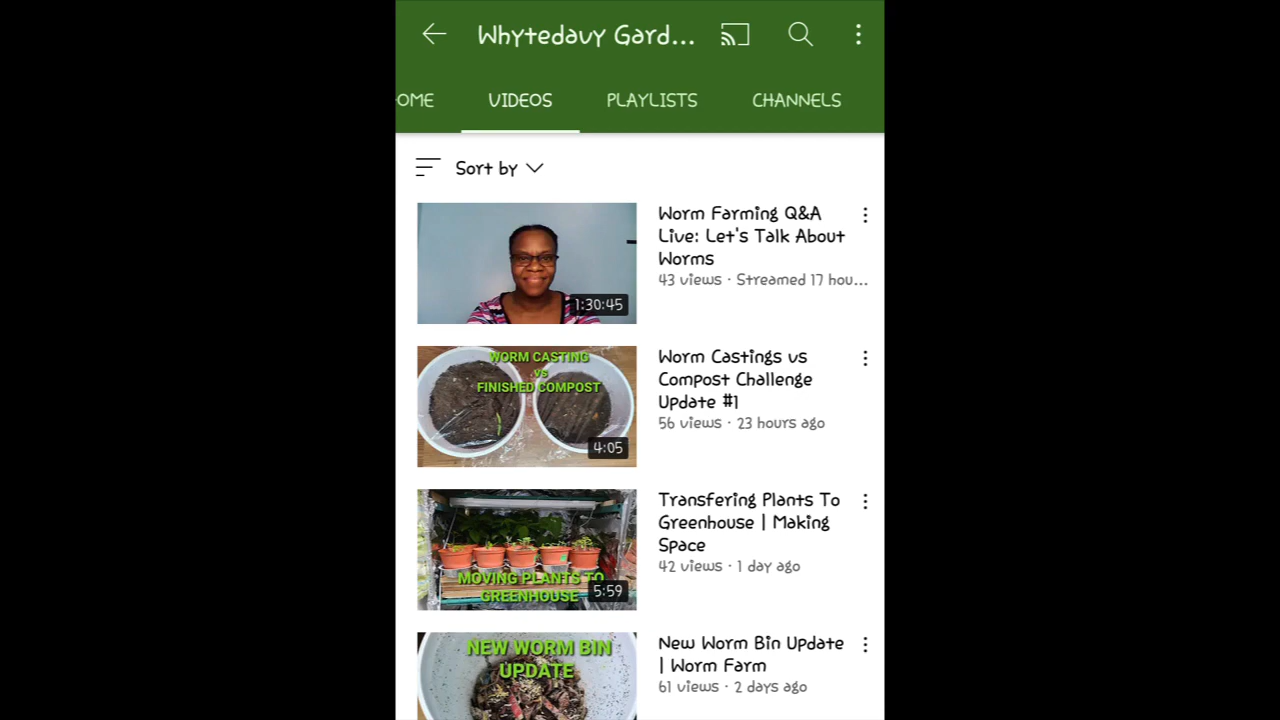 Whytedavy Gard...
OME VIDEOS PLAYLISTS CHANNELS
Sort by
1:30:45
Worm Farming Q&A
Live: Let's Talk About
Worms
43 views · Streamed 17 hou...
WORM CASTING
vs
FINISHED COMPOST
4:05
Worm Castings vs
Compost Challenge
Update #1
56 views · 23 hours ago
MOVING PLANTS TO
GREENHOUSE
5:59
Transfering Plants To
Greenhouse | Making
Space
42 views · 1 day ago
NEW WORM BIN
UPDATE
New Worm Bin Update
| Worm Farm
61 views · 2 days ago